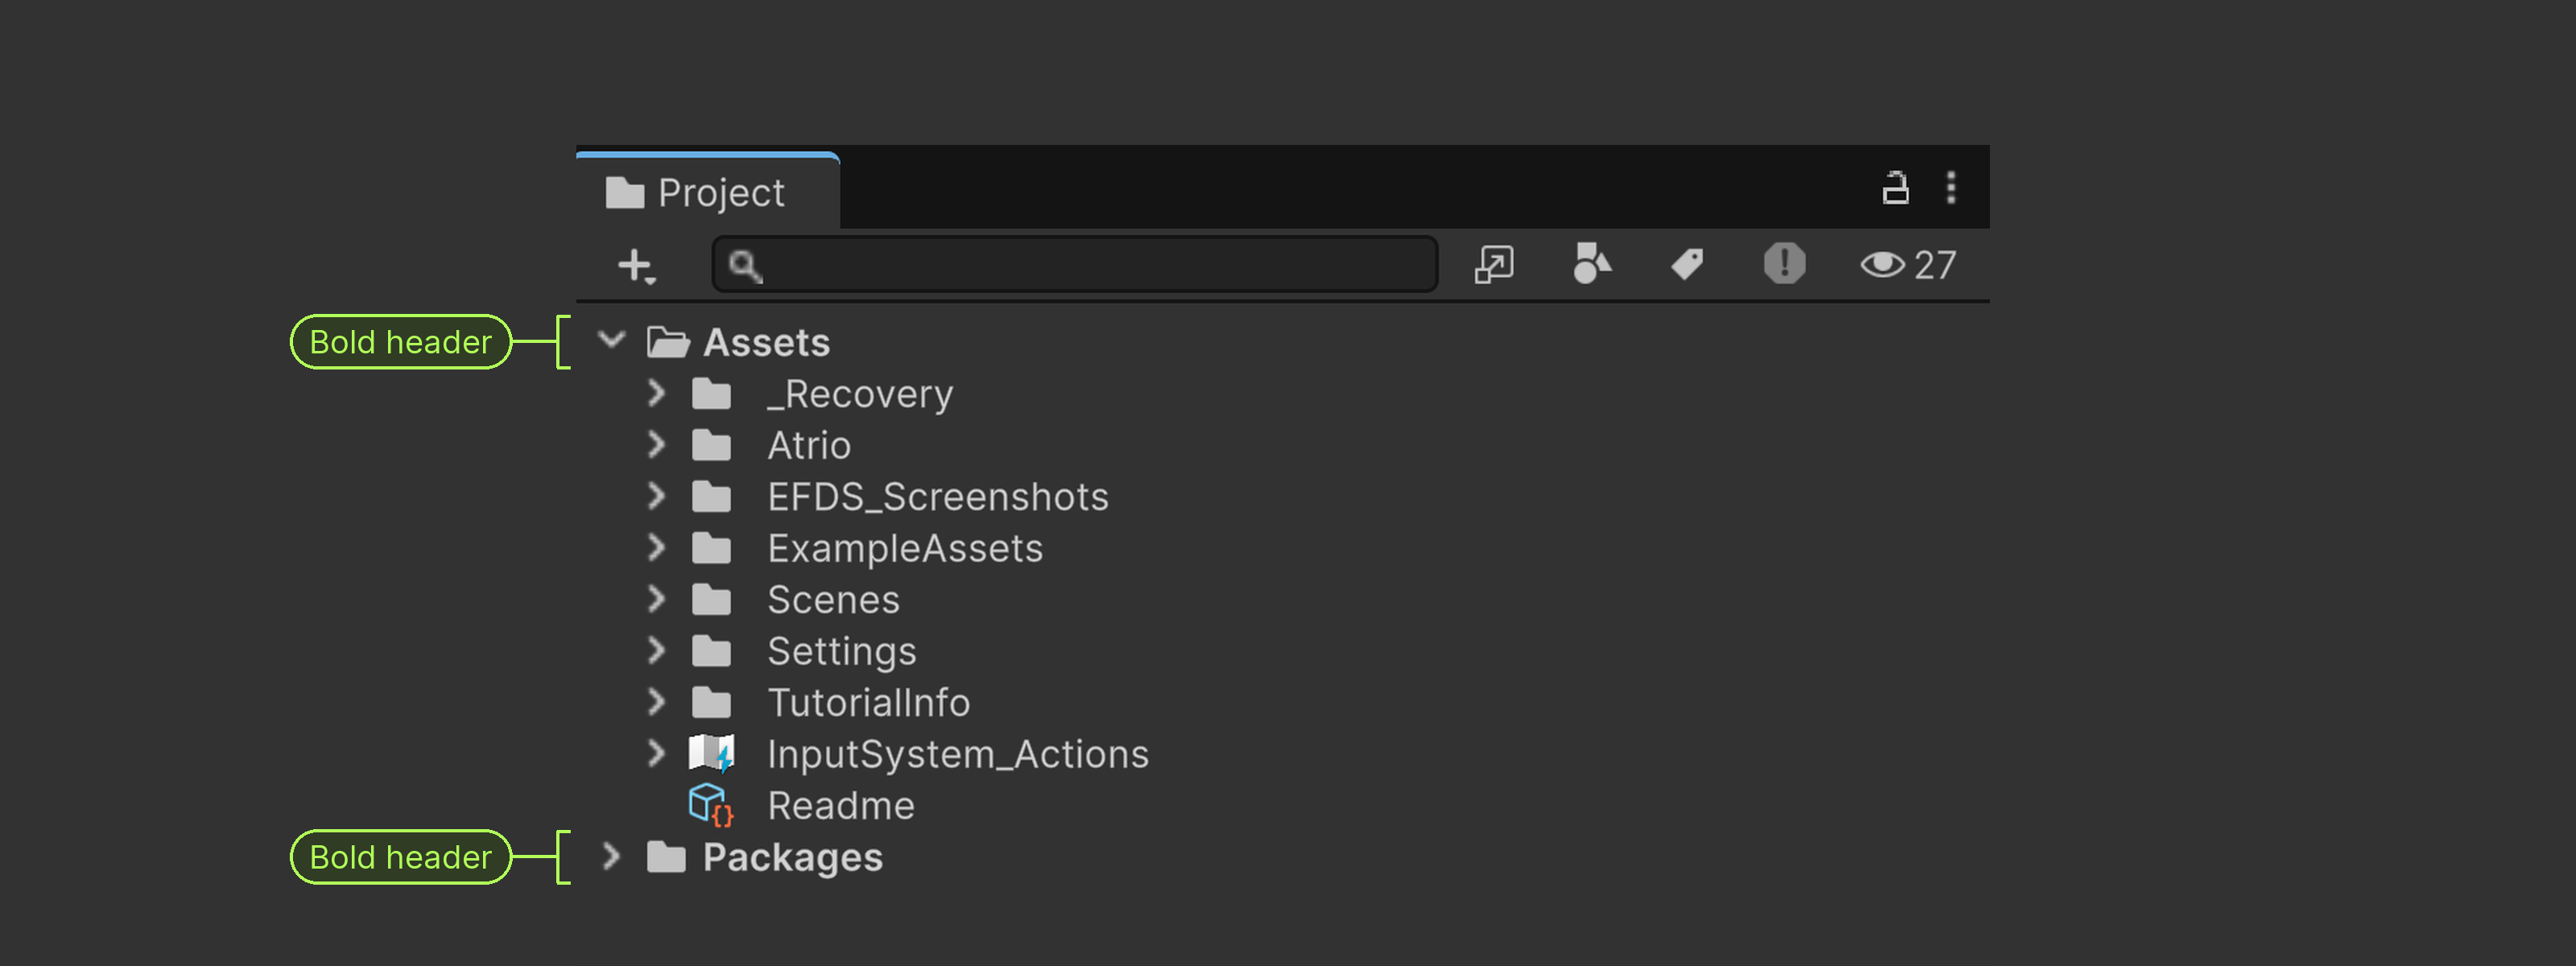 Project
27
Bold header
Assets
_Recovery
Atrio
EFDS_Screenshots
ExampleAssets
Scenes
Settings
TutorialInfo
InputSystem_Actions
Readme
Bold header
Packages